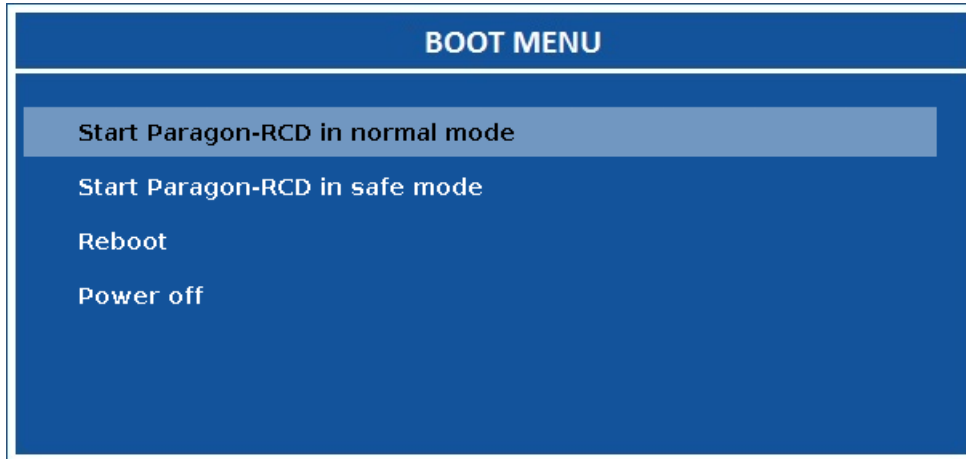 BOOT MENU
Start Paragon-RCD in normal mode
Start Paragon-RCD in safe mode
Reboot
Power off